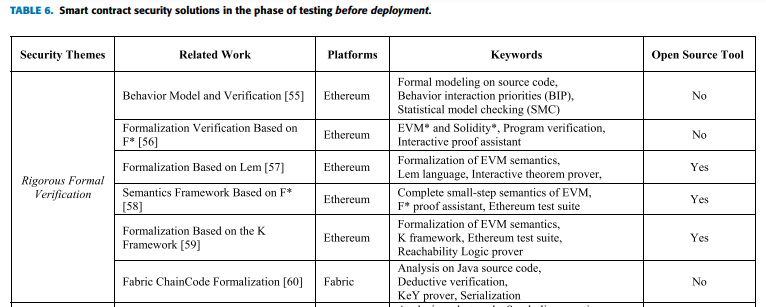 TABLE 6. Smart contract security solutions in the phase of testing before deployment.
Security Themes Related Work Platforms Keywords Open Source Tool
Rigorous Formal
Verification
Behavior Model and Verification [55] Ethereum
Formal modeling on source code,
Behavior interaction priorities (BIP),
Statistical model checking (SMC)
No
Formalization Verification Based on
F* [56]
Ethereum
EVM* and Solidity*, Program verification,
Interactive proof assistant
No
Formalization Based on Lem [57] Ethereum
Formalization of EVM semantics,
Lem language, Interactive theorem prover,
Yes
Semantics Framework Based on F*
[58]
Ethereum
Complete small-step semantics of EVM,
F* proof assistant, Ethereum test suite
Yes
Formalization Based on the K
Framework [59]
Ethereum
Formalization of EVM semantics,
K framework, Ethereum test suite,
Reachability Logic prover
Yes
Fabric ChainCode Formalization [60] Fabric
Analysis on Java source code,
Deductive verification,
KeY prover, Serialization
No